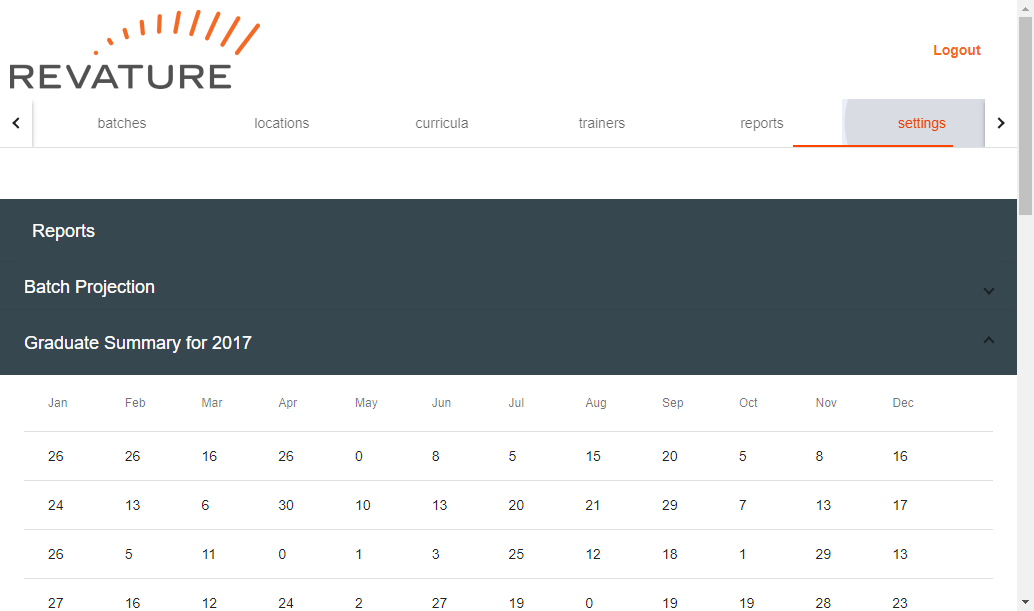 REVATURE
Logout
batches locations curricula trainers reports settings
Reports
Batch Projection
Graduate Summary for 2017
Jan Feb Mar Apr May Jun Jul Aug Sep Oct Nov Dec
26 26 16 26 0 8 5 15 20 5 8 16
24 13 6 30 10 13 20 21 29 7 13 17
26 5 11 0 1 3 25 12 18 1 29 13
27 16 12 24 2 27 19 0 19 19 28 23